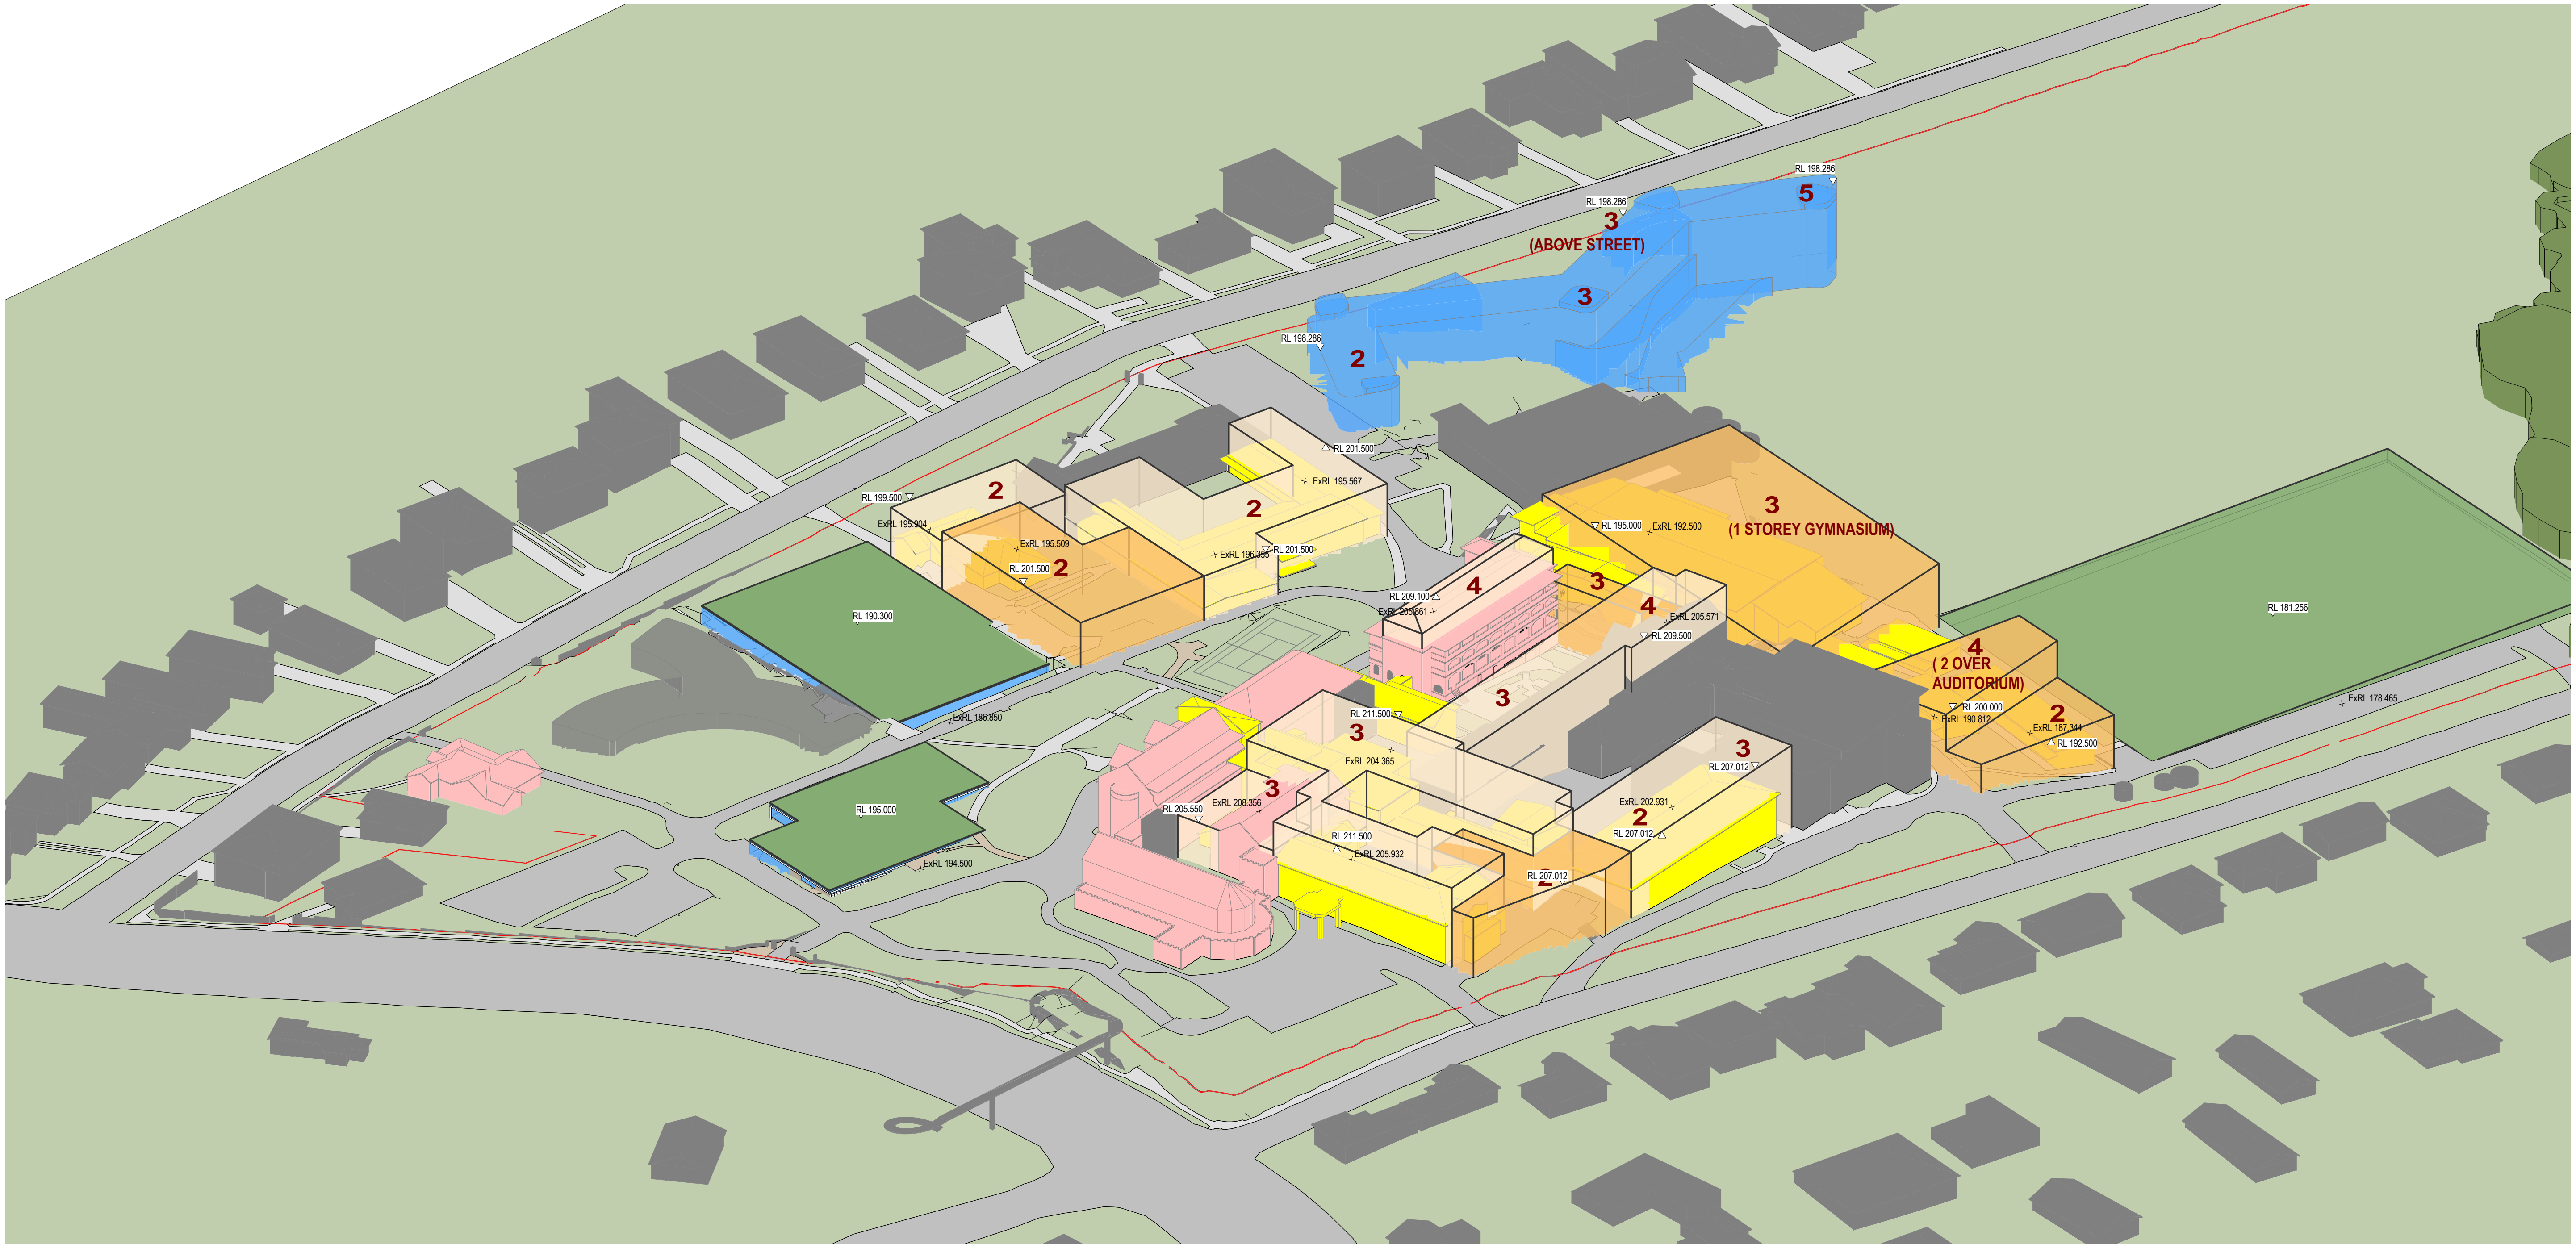 RL 198.286
5
RL 198.286
3
(ABOVE STREET)
3
RL 198.286
2
RL 201.500
2
RL 199.500
ExRL 195.567
2
3
(1 STOREY GYMNASIUM)
ExRL 195.904
RL 195.000
ExRL 192.500
ExRL 195.509
RL 201.500
ExRL 196.355
RL 201.500
2
4
3
RL 209.100
4
RL 181.256
RL 190.300
ExRL 205.571
RL 209.500
4
( 2 OVER
AUDITORIUM)
3
ExRL 178.465
RL 200.000
2
RL 211.500
ExRL 190.812
ExRL 186.850
ExRL 187.344
3
RL 192.500
3
ExRL 204.365
RL 207.012
3
ExRL 208.356
ExRL 202.931
RL 195.000
RL 205.550
2
RL 211.500
RL 207.012
ExRL 205.932
ExRL 194.500
RL 207.012
2